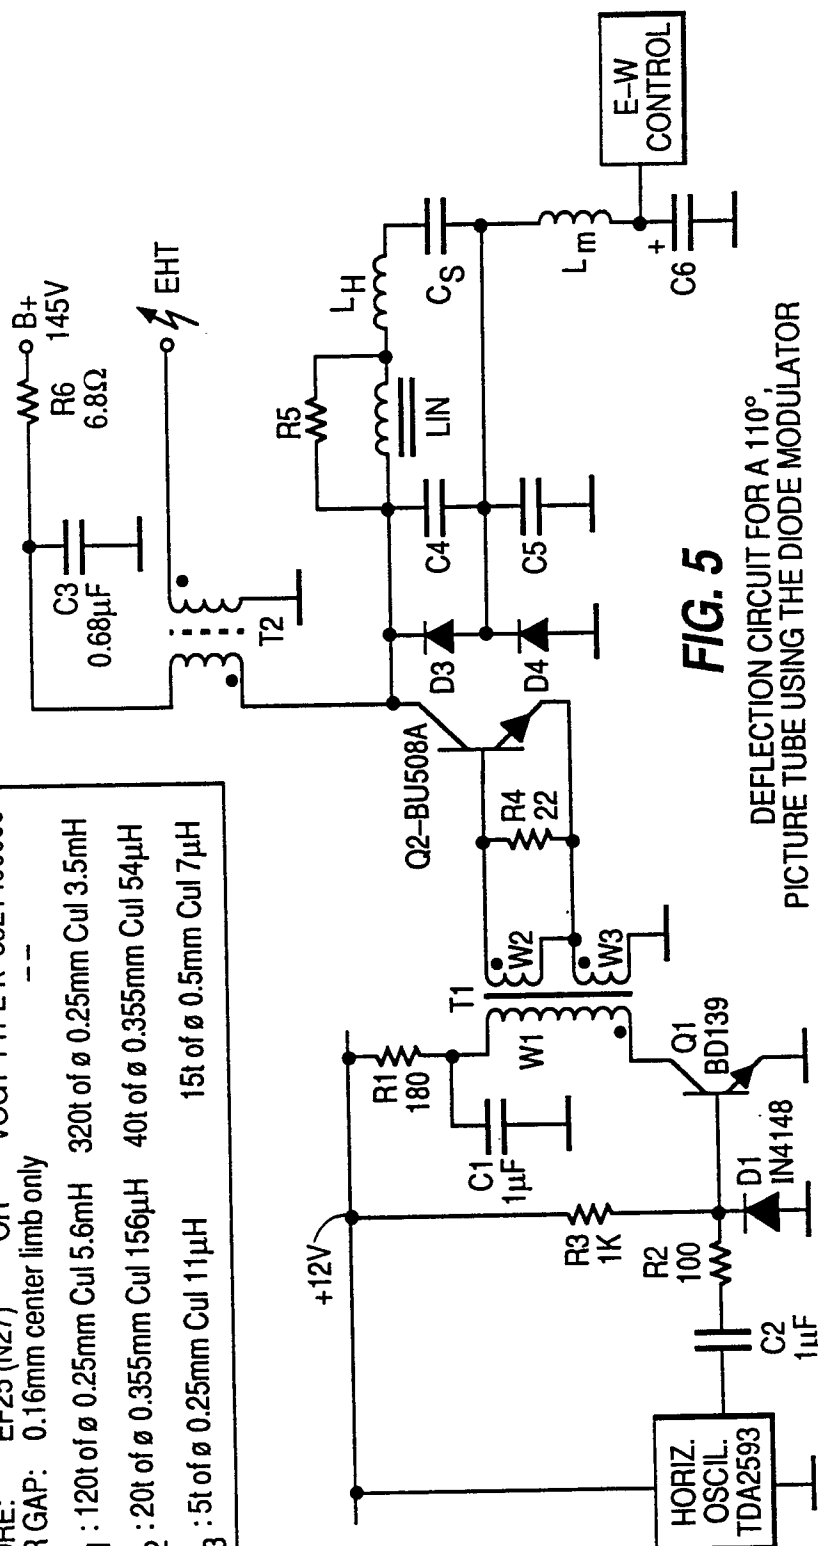 RE: EF25 (N27) OR
R GAP: 0.16mm center limb only --
: 120t of ø 0.25mm Cul 5.6mH 320t of ø 0.25mm Cul 3.5mH
: 20t of ø 0.355mm Cul 156µH 40t of ø 0.355mm Cul 54µH
3 : 5t of ø 0.25mm Cul 11µH 15t of ø 0.5mm Cul 7µH
B+
145V
R6
6.8Ω
C3
0.68µF
EHT
T2
R5
LIN
LH
CS
C4
C5
D3
D4
Lm
+
C6
E–W
CONTROL
Q2–BU508A
R4
22
T1
W1
W2
W3
R1
180
C1
1µF
+12V
R3
1K
R2
100
C2
1µF
D1
IN4148
Q1
BD139
HORIZ.
OSCIL.
TDA2593
FIG. 5
DEFLECTION CIRCUIT FOR A 110°,
PICTURE TUBE USING THE DIODE MODULATOR